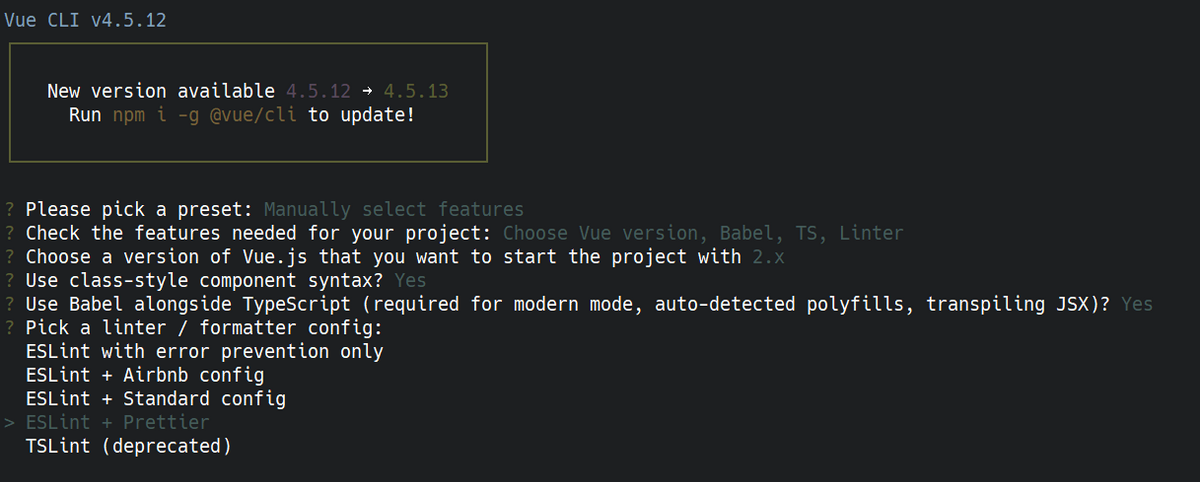 Vue CLI v4.5.12
New version available 4.5.12 → 4.5.13
Run npm i -g @vue/cli to update!
? Please pick a preset: Manually select features
? Check the features needed for your project: Choose Vue version, Babel, TS, Linter
? Choose a version of Vue.js that you want to start the project with 2.x
? Use class-style component syntax? Yes
? Use Babel alongside TypeScript (required for modern mode, auto-detected polyfills, transpiling JSX)? Yes
? Pick a linter / formatter config:
ESLint with error prevention only
ESLint + Airbnb config
ESLint + Standard config
> ESLint + Prettier
TSLint (deprecated)